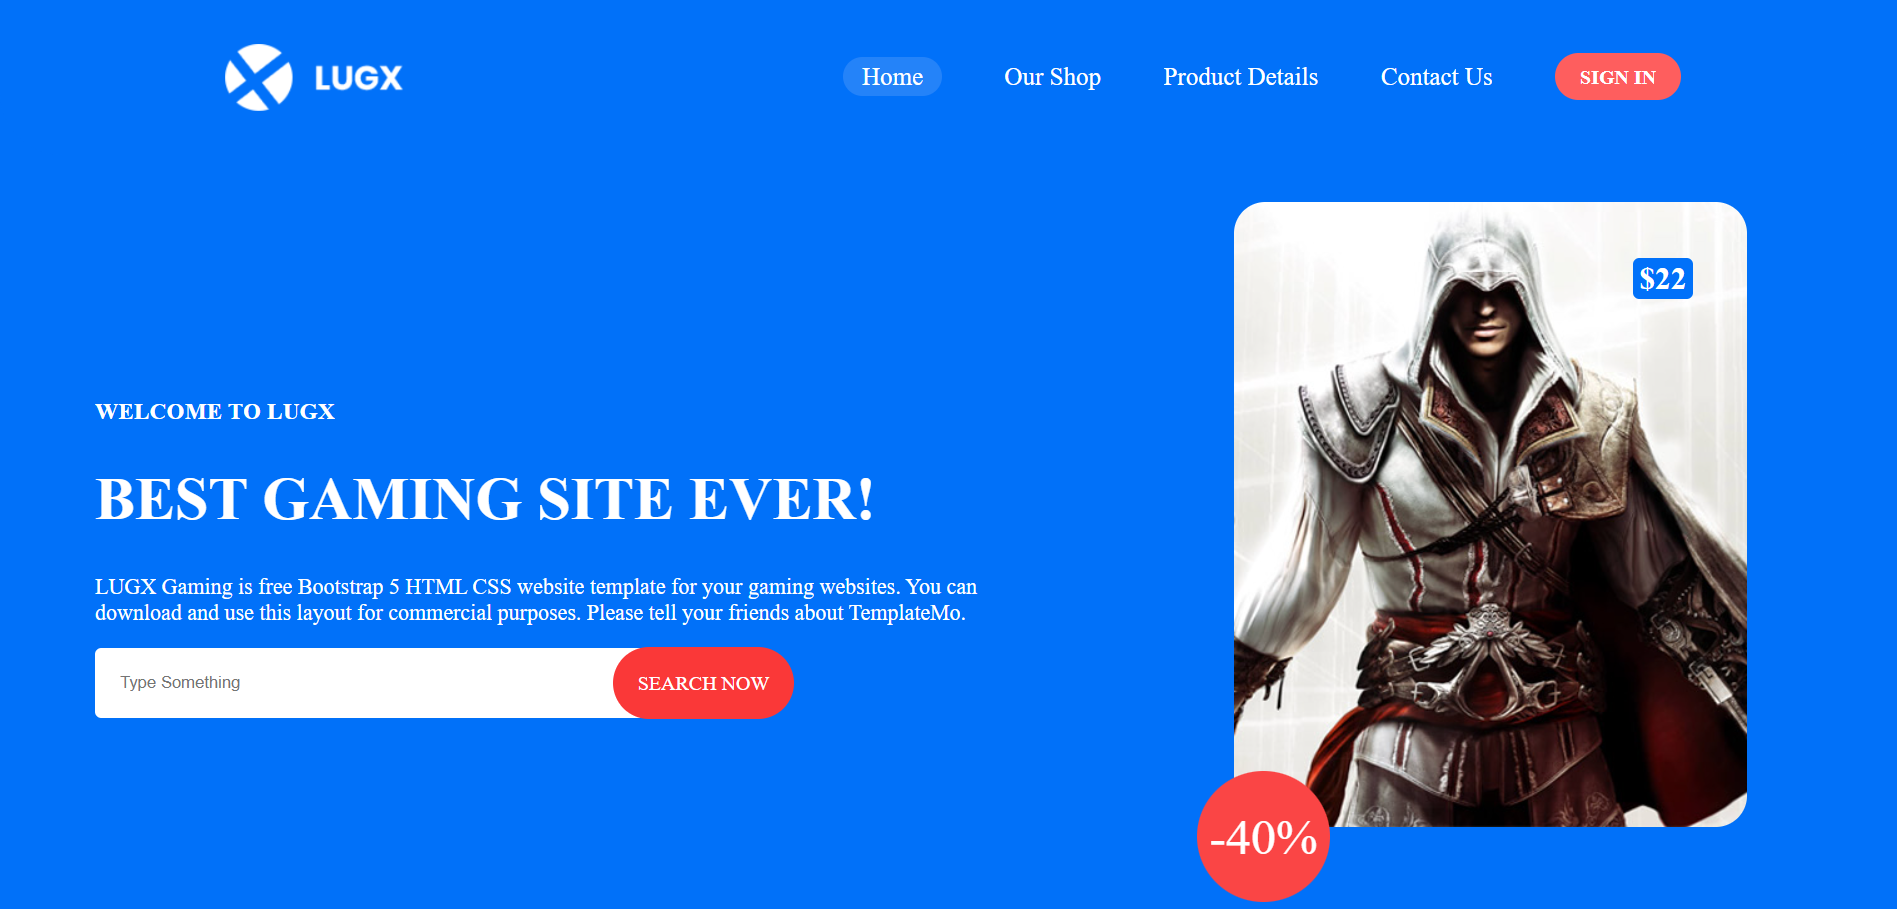 LUGX
Home
Our Shop
Product Details
Contact Us
SIGN IN
$22
WELCOME TO LUGX
BEST GAMING SITE EVER!
LUGX Gaming is free Bootstrap 5 HTML CSS website template for your gaming websites. You can
download and use this layout for commercial purposes. Please tell your friends about TemplateMo.
Type Something
SEARCH NOW
-40%